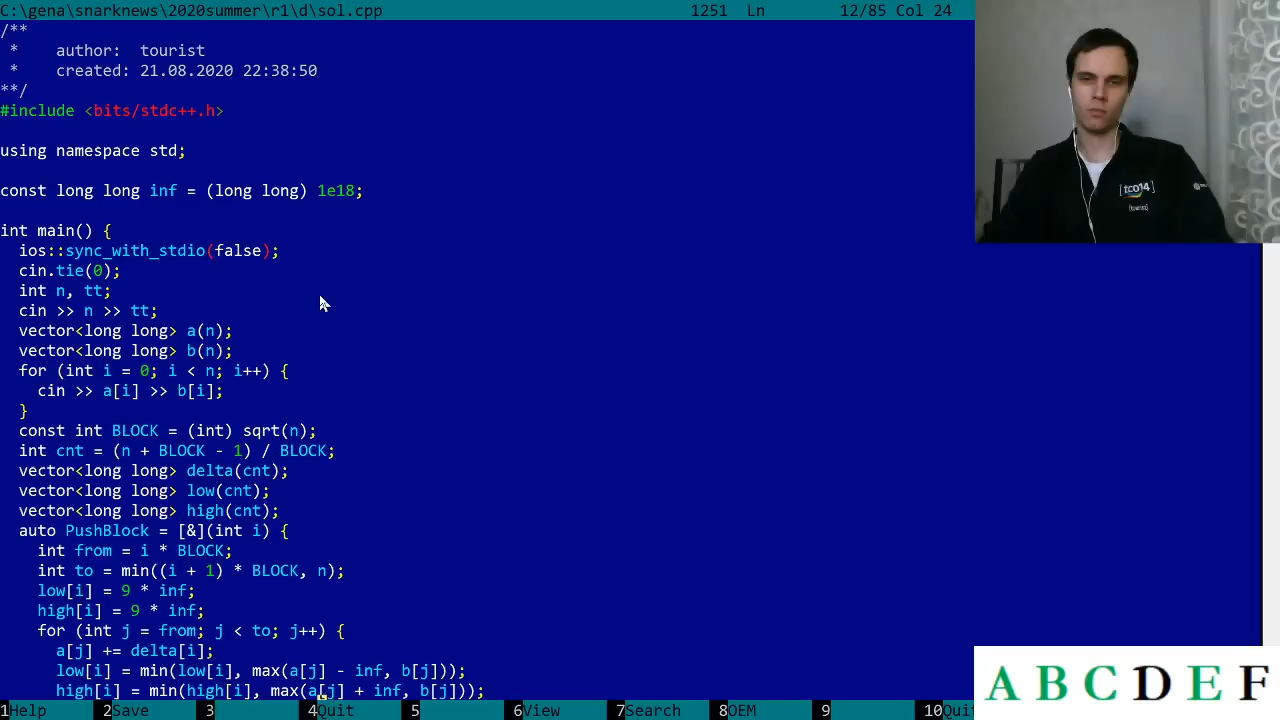 C:\gena\snarknews\2020summer\r1\d\sol.cpp 1251 Ln 12/85 Col 24
/**
 *    author:  tourist
 *    created: 21.08.2020 22:38:50
**/
#include <bits/stdc++.h>
using namespace std;
const long long inf = (long long) 1e18;
int main() {
  ios::sync_with_stdio(false);
  cin.tie(0);
  int n, tt;
  cin >> n >> tt;
  vector<long long> a(n);
  vector<long long> b(n);
  for (int i = 0; i < n; i++) {
    cin >> a[i] >> b[i];
  }
  const int BLOCK = (int) sqrt(n);
  int cnt = (n + BLOCK - 1) / BLOCK;
  vector<long long> delta(cnt);
  vector<long long> low(cnt);
  vector<long long> high(cnt);
  auto PushBlock = [&](int i) {
    int from = i * BLOCK;
    int to = min((i + 1) * BLOCK, n);
    low[i] = 9 * inf;
    high[i] = 9 * inf;
    for (int j = from; j < to; j++) {
      a[j] += delta[i];
      low[i] = min(low[i], max(a[j] - inf, b[j]));
      high[i] = min(high[i], max(a[j] + inf, b[j]));
1Help 2Save 3 4Quit 5 6View 7Search 8OEM 9 10Qui
[tco14]
[tourist]
A B C D E F